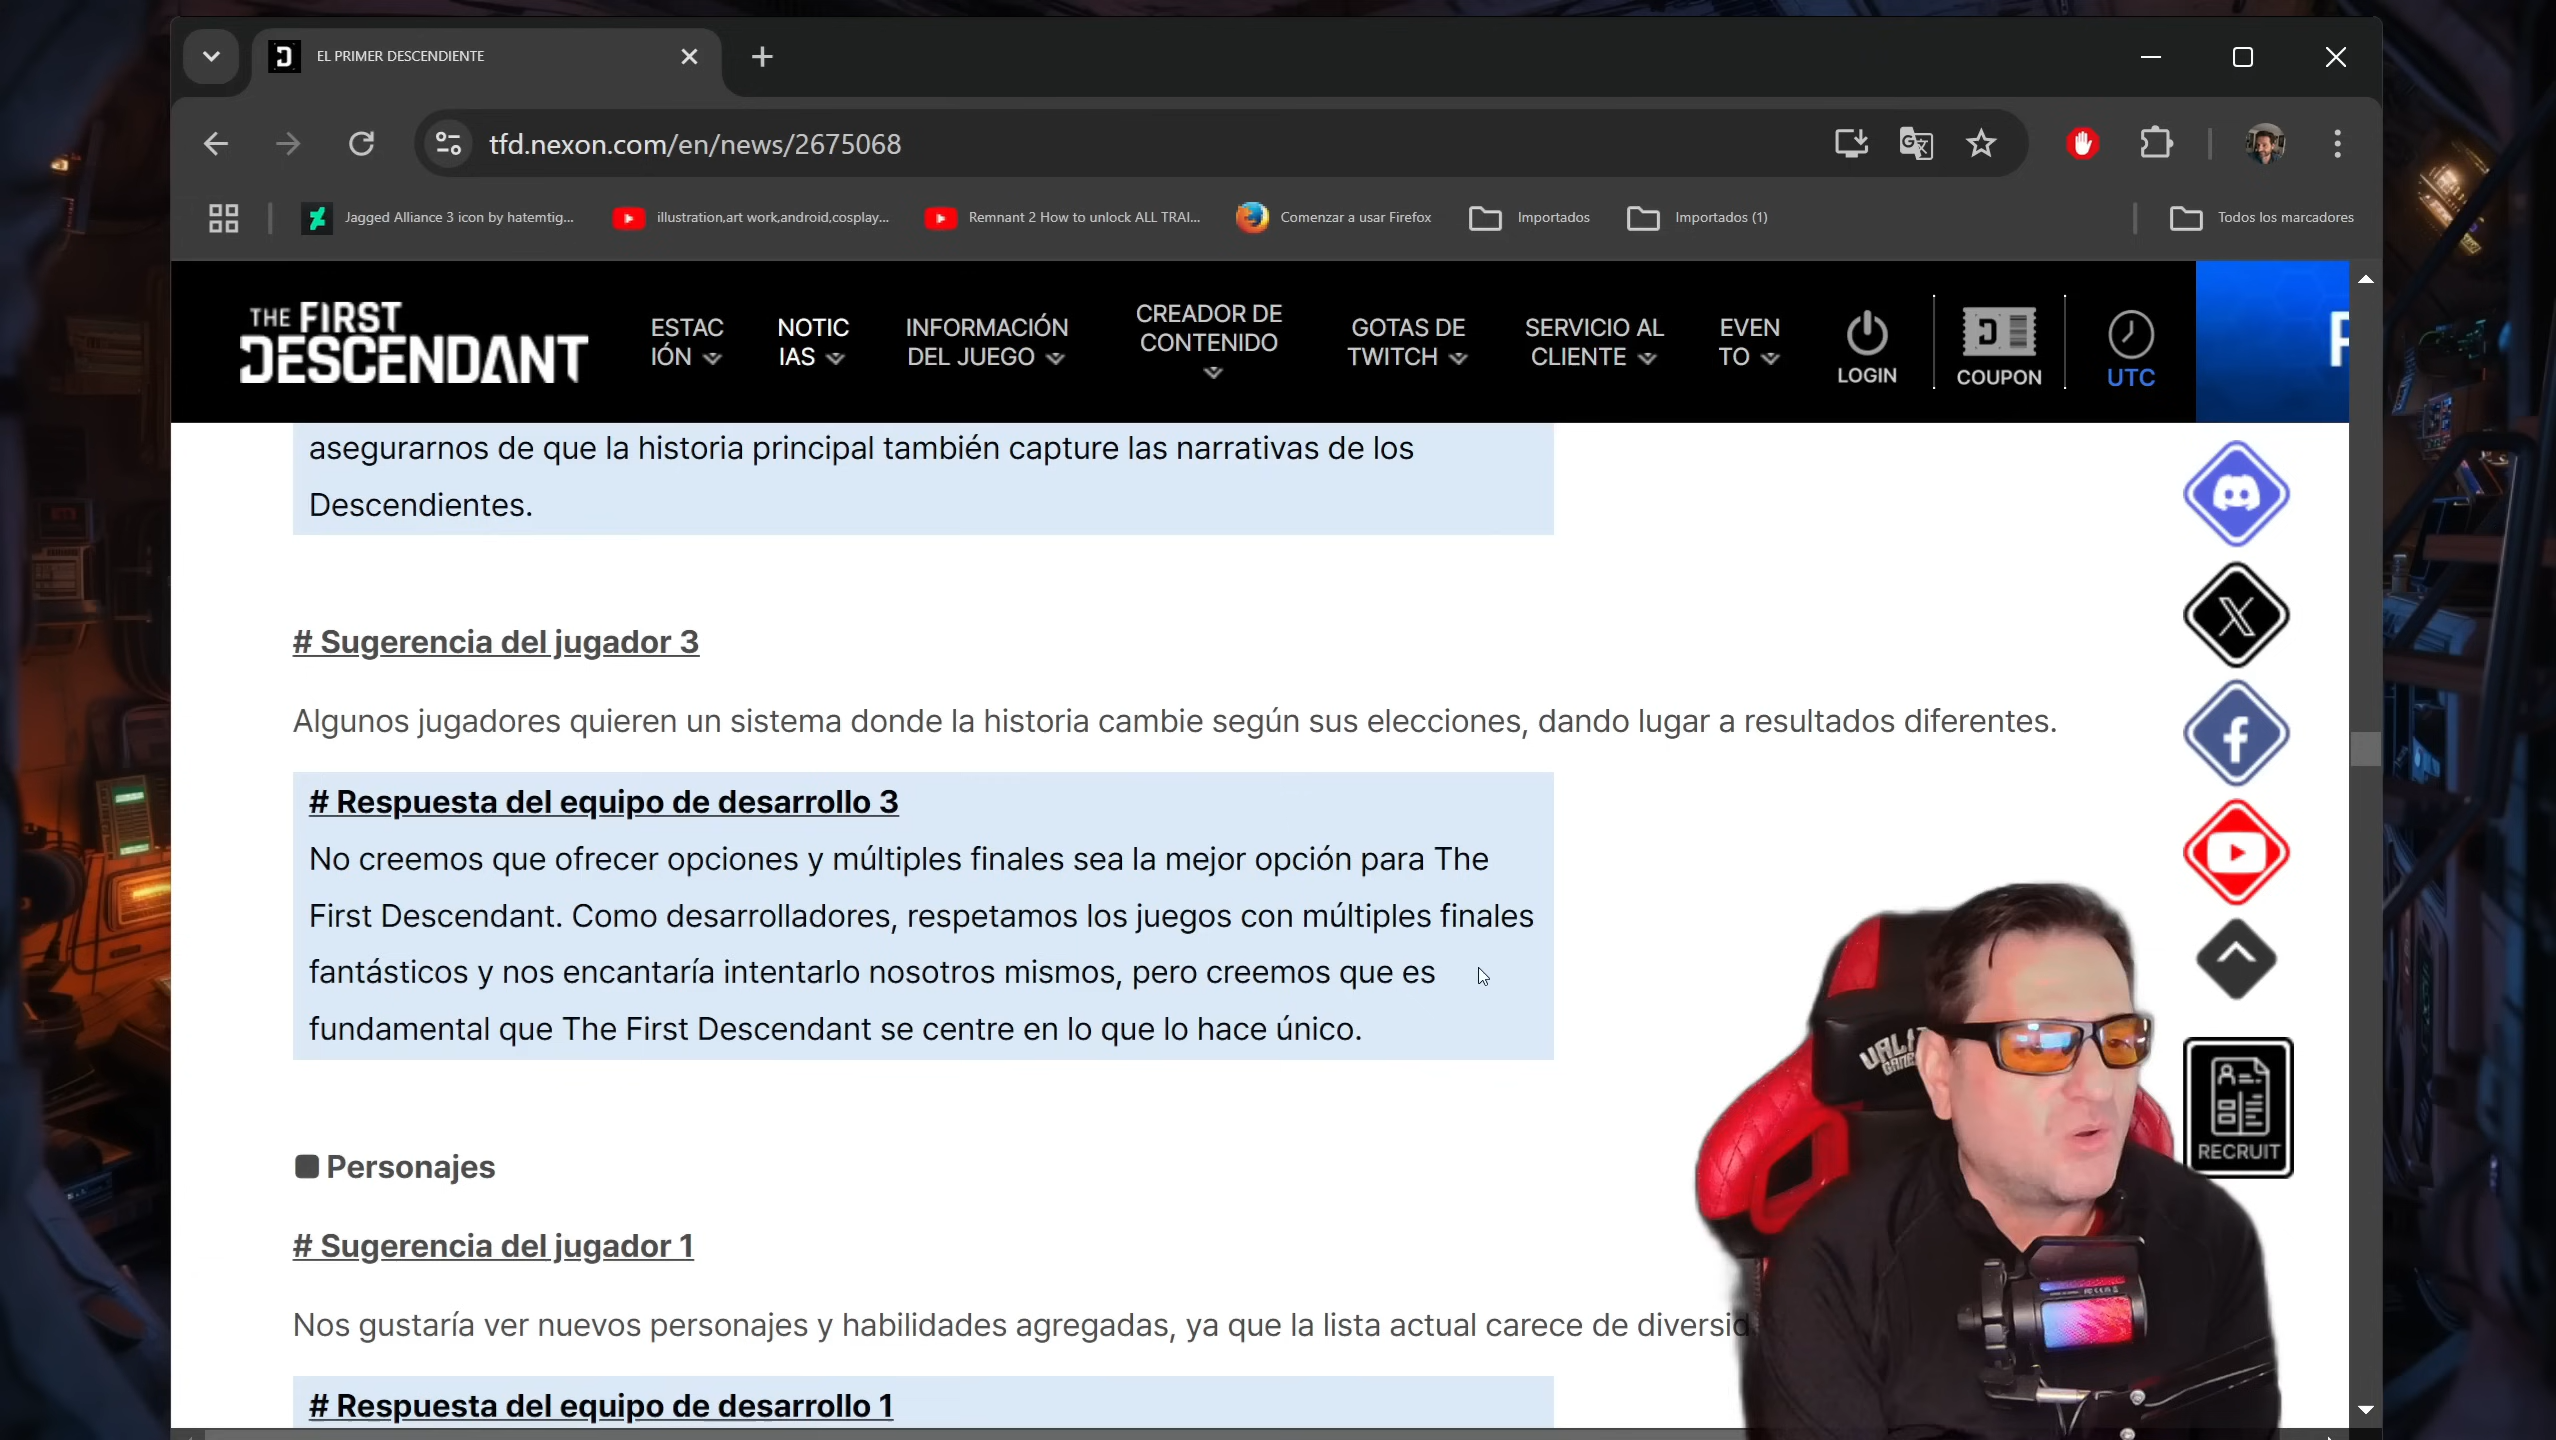 EL PRIMER DESCENDIENTE
tfd.nexon.com/en/news/2675068
Jagged Alliance 3 icon by hatemtig...
illustration,art work,android,cosplay...
Remnant 2 How to unlock ALL TRAI...
Comenzar a usar Firefox
Importados
Importados (1)
Todos los marcadores
THE FIRST
DESCENDANT
ESTAC
IÓN
NOTIC
IAS
INFORMACIÓN
DEL JUEGO
CREADOR DE
CONTENIDO
GOTAS DE
TWITCH
SERVICIO AL
CLIENTE
EVEN
TO
LOGIN
COUPON
UTC
asegurarnos de que la historia principal también capture las narrativas de los
Descendientes.
# Sugerencia del jugador 3
Algunos jugadores quieren un sistema donde la historia cambie según sus elecciones, dando lugar a resultados diferentes.
# Respuesta del equipo de desarrollo 3
No creemos que ofrecer opciones y múltiples finales sea la mejor opción para The
First Descendant. Como desarrolladores, respetamos los juegos con múltiples finales
fantásticos y nos encantaría intentarlo nosotros mismos, pero creemos que es
fundamental que The First Descendant se centre en lo que lo hace único.
RECRUIT
■ Personajes
# Sugerencia del jugador 1
Nos gustaría ver nuevos personajes y habilidades agregadas, ya que la lista actual carece de diversid
# Respuesta del equipo de desarrollo 1